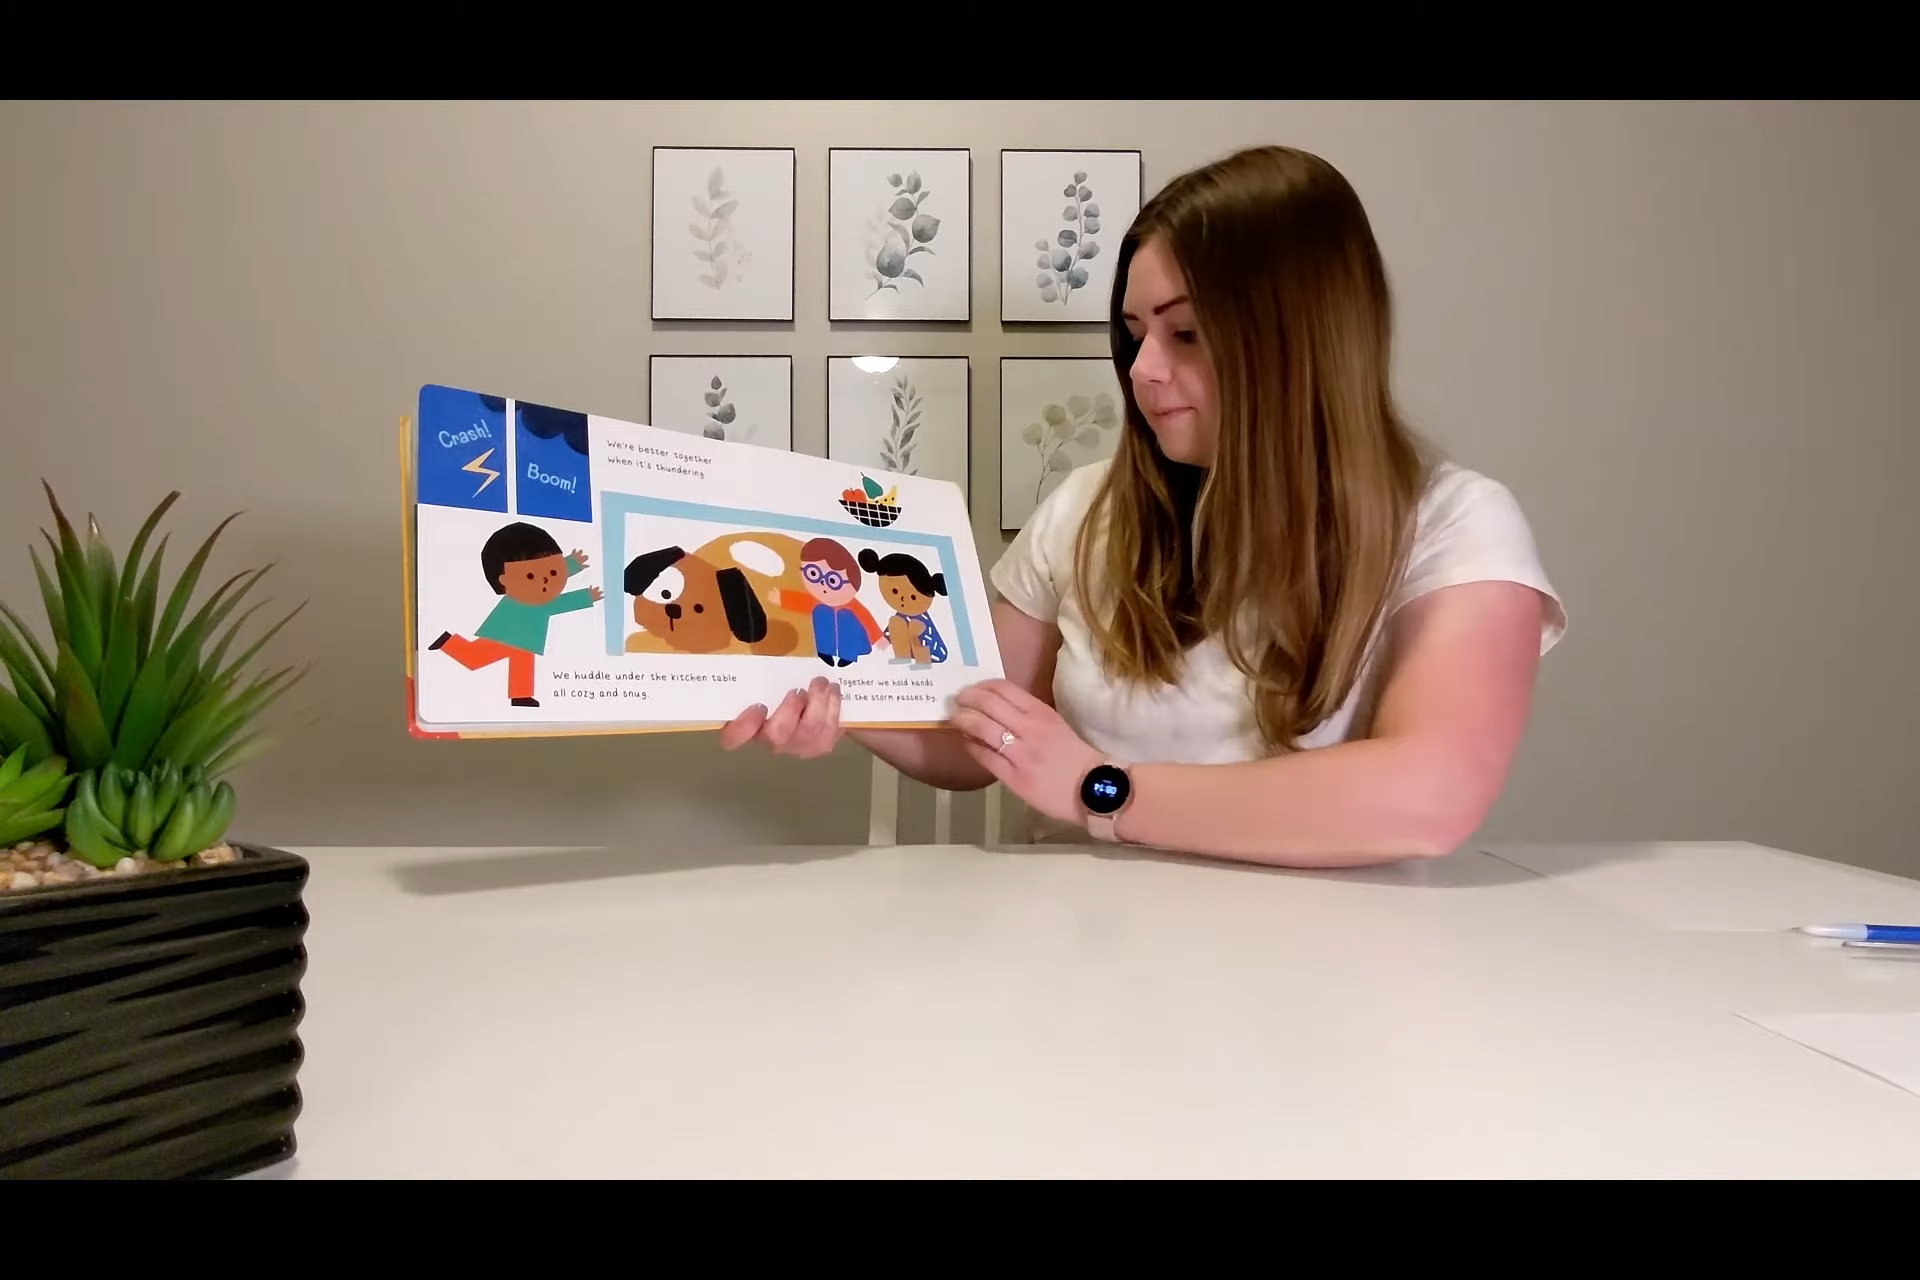 Crash!
Boom!
We're better together
when it's thundering
We huddle under the kitchen table
all cozy and snug.
Together we hold hands
till the storm passes by.